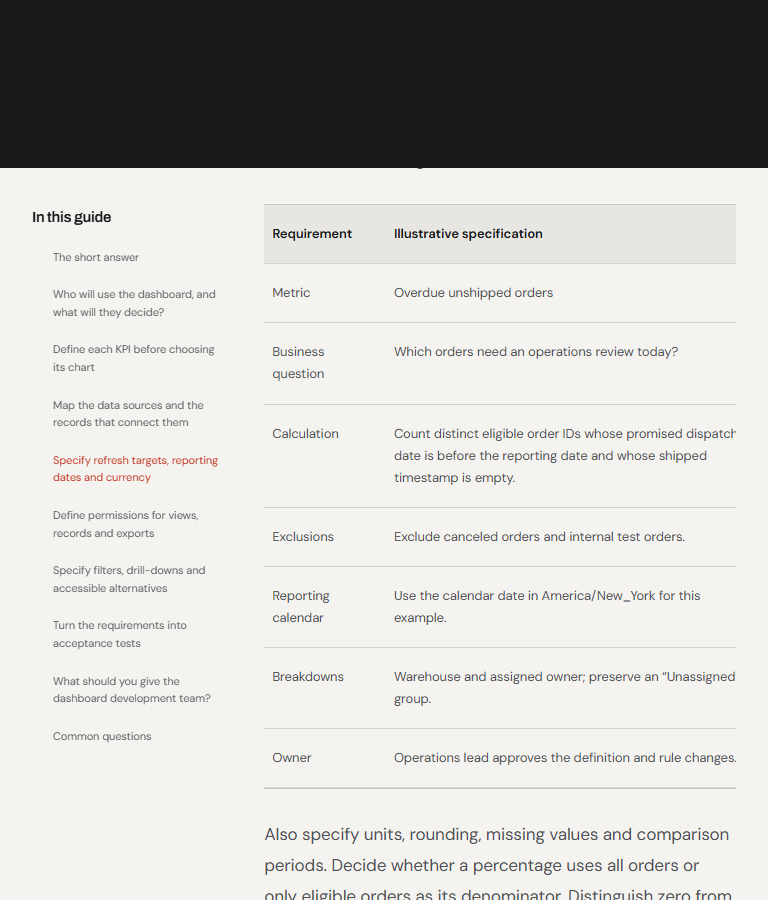 In this guide
The short answer
Who will use the dashboard, and
what will they decide?
Define each KPI before choosing
its chart
Map the data sources and the
records that connect them
Specify refresh targets, reporting
dates and currency
Define permissions for views,
records and exports
Specify filters, drill-downs and
accessible alternatives
Turn the requirements into
acceptance tests
What should you give the
dashboard development team?
Common questions
Requirement Illustrative specification
Metric Overdue unshipped orders
Business Which orders need an operations review today?
question
Calculation Count distinct eligible order IDs whose promised dispatch
date is before the reporting date and whose shipped
timestamp is empty.
Exclusions Exclude canceled orders and internal test orders.
Reporting Use the calendar date in America/New_York for this
calendar example.
Breakdowns Warehouse and assigned owner; preserve an “Unassigned
group.
Owner Operations lead approves the definition and rule changes.
Also specify units, rounding, missing values and comparison
periods. Decide whether a percentage uses all orders or
only eligible orders as its denominator. Distinguish zero from